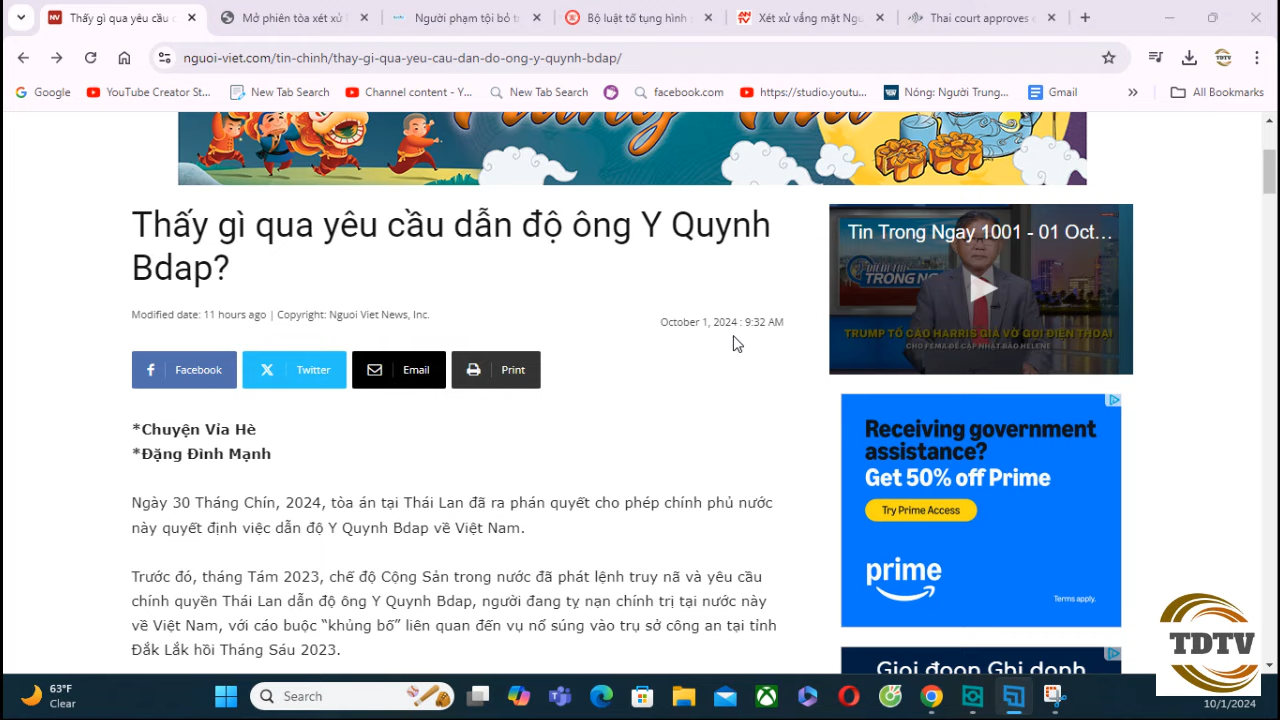 Thấy gì qua yêu cầu c
Mở phiên tòa xét xử l
Người phạm tội bỏ tr
Bộ luật tố tụng hình s
Xét xử vắng mặt Ngu
Thai court approves e
nguoi-viet.com/tin-chinh/thay-gi-qua-yeu-cau-dan-do-ong-y-quynh-bdap/
TDTV
Google
YouTube Creator St...
New Tab Search
Channel content - Y...
New Tab Search
facebook.com
https://studio.youtu...
Nóng: Người Trung...
Gmail
All Bookmarks
Thấy gì qua yêu cầu dẫn độ ông Y Quynh
Bdap?
Modified date: 11 hours ago | Copyright: Nguoi Viet News, Inc.
October 1, 2024 : 9:32 AM
Facebook
Twitter
Email
Print
*Chuyện Vỉa Hè
*Đặng Đình Mạnh
Ngày 30 Tháng Chín, 2024, tòa án tại Thái Lan đã ra phán quyết cho phép chính phủ nước
này quyết định việc dẫn độ Y Quynh Bdap về Việt Nam.
Trước đó, tháng Tám 2023, chế độ Cộng Sản trong nước đã phát lệnh truy nã và yêu cầu
chính quyền Thái Lan dẫn độ ông Y Quynh Bdap, người đang tỵ nạn chính trị tại nước này
về Việt Nam, với cáo buộc “khủng bố” liên quan đến vụ nổ súng vào trụ sở công an tại tỉnh
Đắk Lắk hồi Tháng Sáu 2023.
Tin Trong Ngay 1001 - 01 Oct...
TRONG NG
TRUMP TỐ CÁO HARRIS GIẢ VỜ GỌI ĐIỆN THOẠI
CHO FEMA ĐỂ CẬP NHẬT BÃO HELENE
Receiving government
assistance?
Get 50% off Prime
Try Prime Access
prime
Terms apply.
TDTV
63°F
Clear
Search
10/1/2024